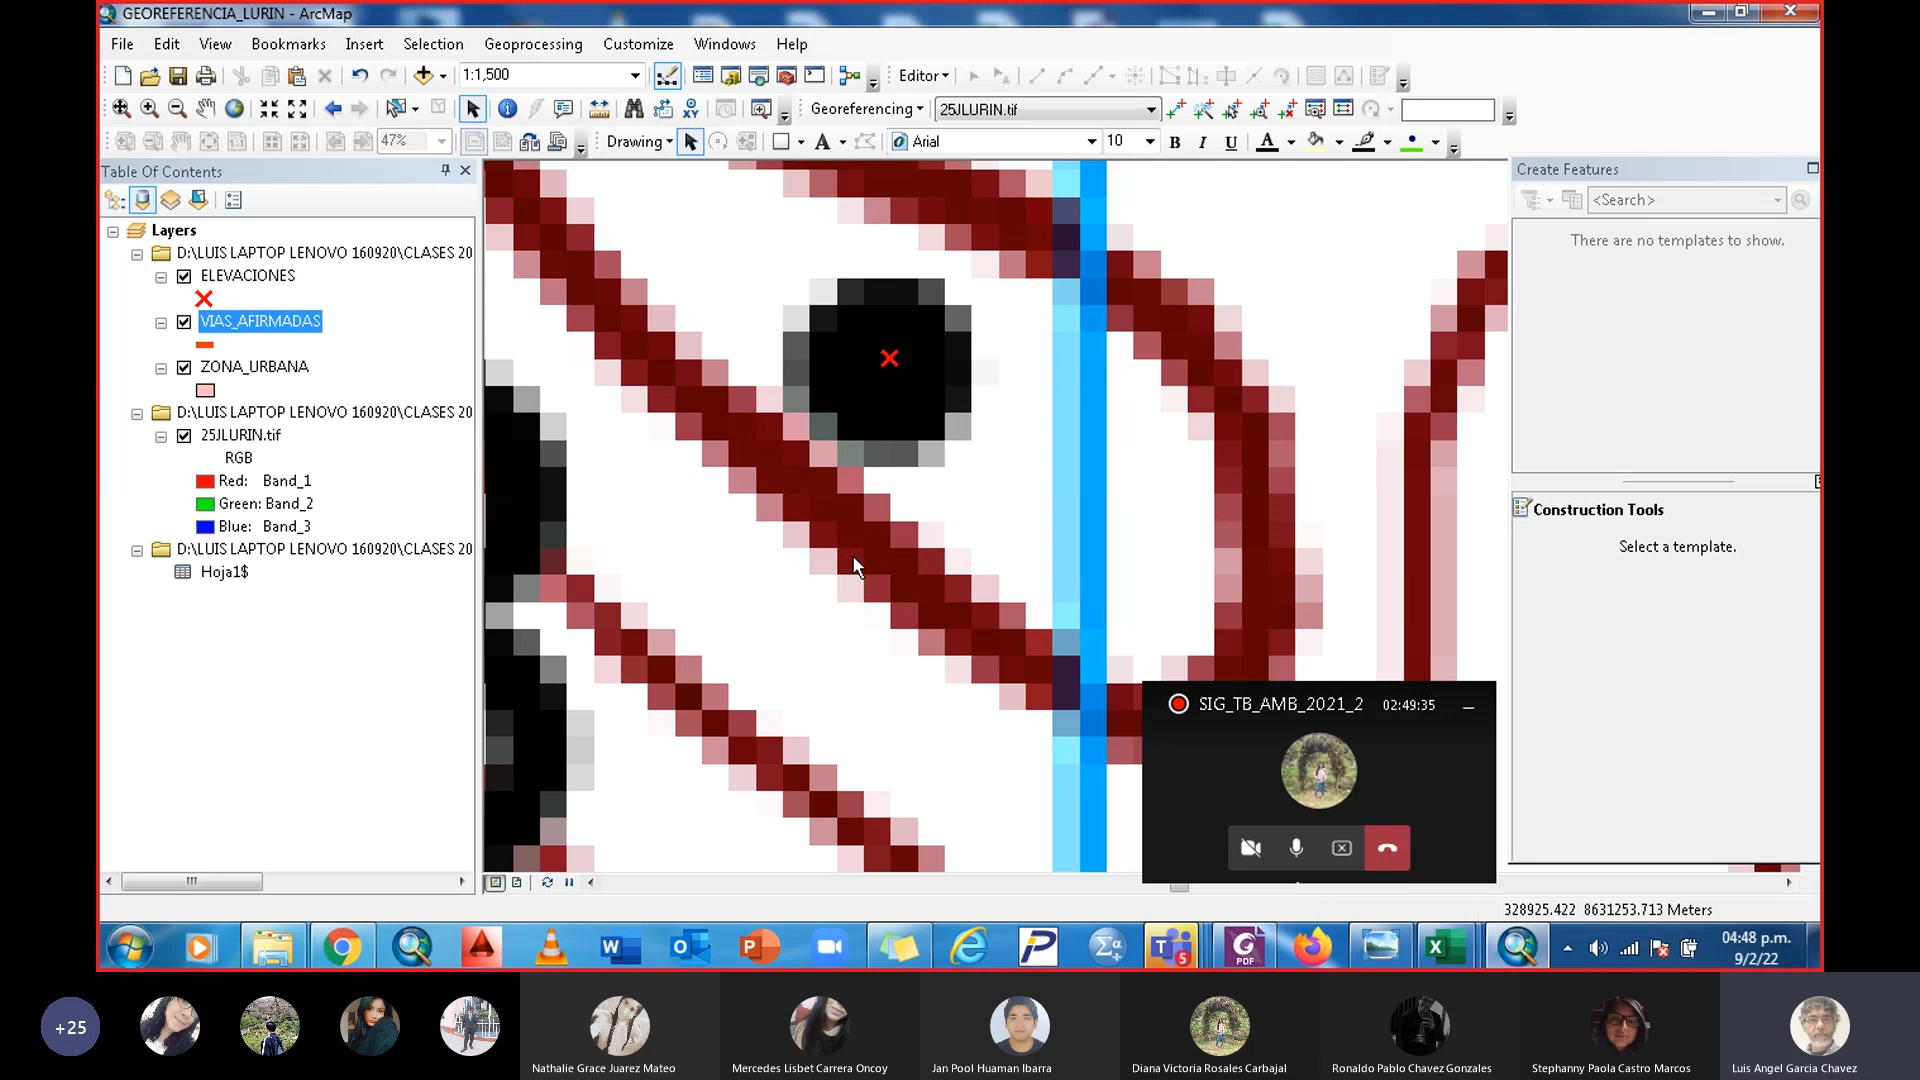 GEOREFERENCIA_LURIN - ArcMap
File Edit View Bookmarks Insert Selection Geoprocessing Customize Windows Help
1:1,500 Editor
Georeferencing 25JLURIN.tif
47% Drawing A Arial 10 B I U A
Table Of Contents
Layers
D:\LUIS LAPTOP LENOVO 160920\CLASES 20
ELEVACIONES
VIAS_AFIRMADAS
ZONA_URBANA
D:\LUIS LAPTOP LENOVO 160920\CLASES 20
25JLURIN.tif
RGB
Red: Band_1
Green: Band_2
Blue: Band_3
D:\LUIS LAPTOP LENOVO 160920\CLASES 20
Hoja1$
Create Features
<Search>
There are no templates to show.
Construction Tools
Select a template.
SIG_TB_AMB_2021_2 02:49:35
328925.422 8631253.713 Meters
04:48 p.m.
9/2/22
+25
Nathalie Grace Juarez Mateo
Mercedes Lisbet Carrera Oncoy
Jan Pool Huaman Ibarra
Diana Victoria Rosales Carbajal
Ronaldo Pablo Chavez Gonzales
Stephanny Paola Castro Marcos
Luis Angel Garcia Chavez